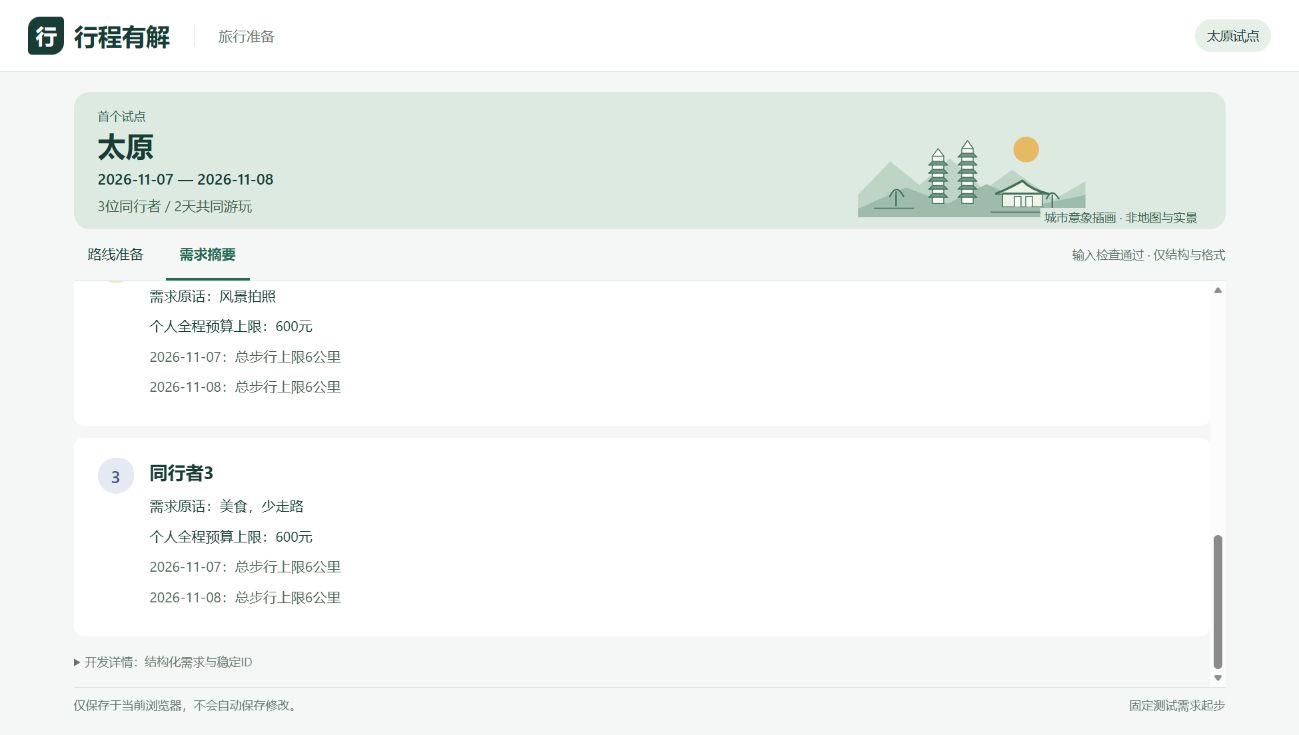 行 行程有解 旅行准备 太原试点
首个试点
太原
2026-11-07 — 2026-11-08
3位同行者 / 2天共同游玩
城市意象插画 · 非地图与实景
路线准备 需求摘要 输入检查通过 · 仅结构与格式
需求原话：风景拍照
个人全程预算上限：600元
2026-11-07：总步行上限6公里
2026-11-08：总步行上限6公里
3 同行者3
需求原话：美食，少走路
个人全程预算上限：600元
2026-11-07：总步行上限6公里
2026-11-08：总步行上限6公里
开发详情：结构化需求与稳定ID
仅保存于当前浏览器，不会自动保存修改。 固定测试需求起步